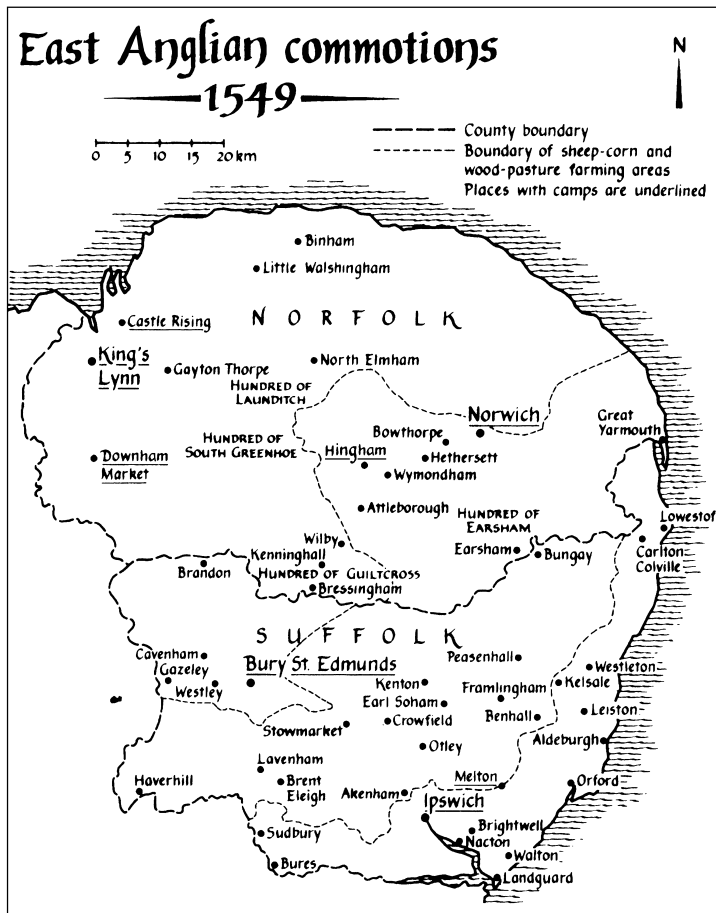 East Anglian commotions
1549
N
0 5 10 15 20 km
County boundary
Boundary of sheep-corn and
wood-pasture farming areas
Places with camps are underlined
Binham
Little Walshingham
Castle Rising
NORFOLK
King's
Lynn
Gayton Thorpe
North Elmham
HUNDRED OF
LAUNDITCH
Norwich
Great
Yarmouth
HUNDRED OF
SOUTH GREENHOE
Bowthorpe
Hingham
Hethersett
Downham
Market
Wymondham
Attleborough
HUNDRED OF
EARSHAM
Lowestof
Wilby
Earsham
Bungay
Carlton
Colville
Kenninghall
Brandon
HUNDRED OF GUILTCROSS
Bressingham
SUFFOLK
Cavenham
Gazeley
Westley
Bury St. Edmunds
Peasenhall
Westleton
Kenton
Framlingham
Kelsale
Earl Soham
Crowfield
Benhall
Leiston
Stowmarket
Otley
Aldeburgh
Lavenham
Haverhill
Brent
Eleigh
Akenham
Melton
Orford
Ipswich
Sudbury
Brightwell
Nacton
Bures
Walton
Landguard